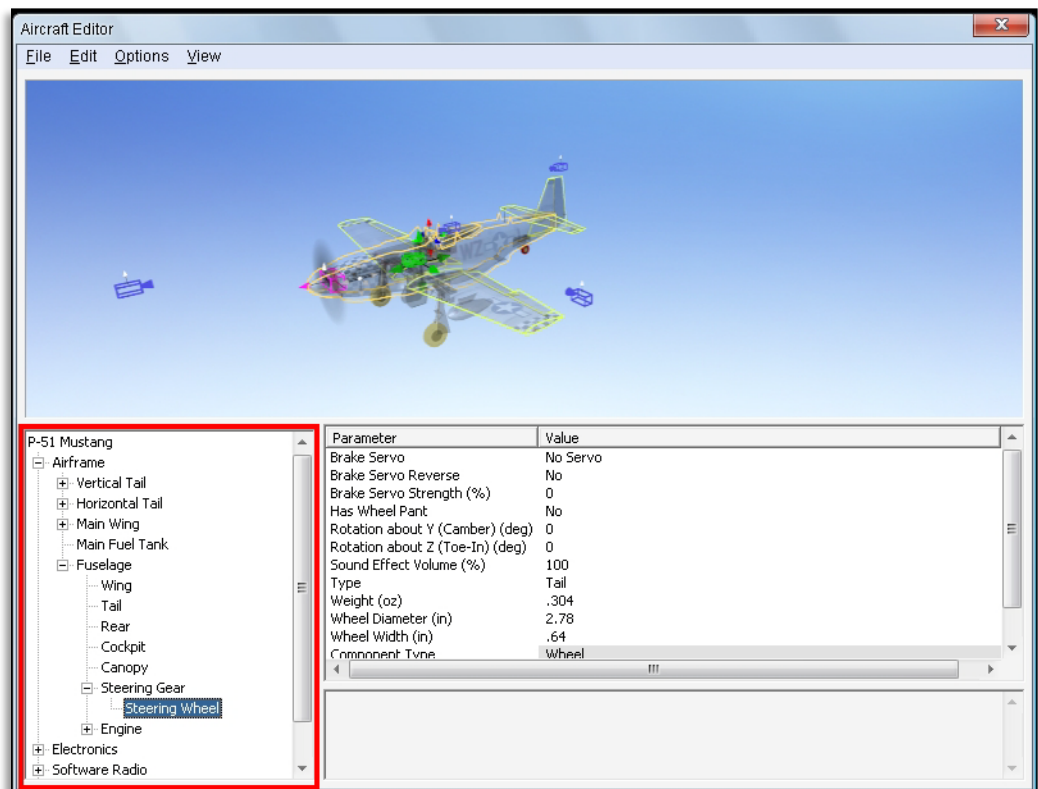 Aircraft Editor
x
File Edit Options View
WZ
P-51 Mustang
Airframe
Vertical Tail
Horizontal Tail
Main Wing
Main Fuel Tank
Fuselage
Wing
Tail
Rear
Cockpit
Canopy
Steering Gear
Steering Wheel
Engine
Electronics
Software Radio
Parameter Value
Brake Servo No Servo
Brake Servo Reverse No
Brake Servo Strength (%) 0
Has Wheel Pant No
Rotation about Y (Camber) (deg) 0
Rotation about Z (Toe-In) (deg) 0
Sound Effect Volume (%) 100
Type Tail
Weight (oz) .304
Wheel Diameter (in) 2.78
Wheel Width (in) .64
Component Type Wheel